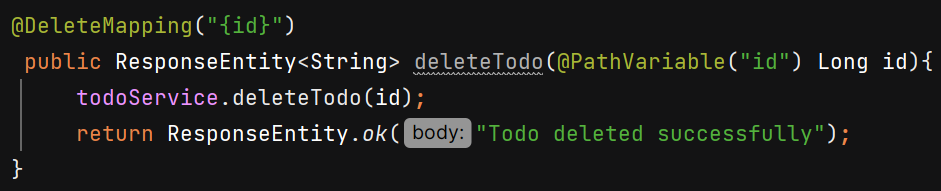 @DeleteMapping("{id}")
public ResponseEntity<String> deleteTodo(@PathVariable("id") Long id){
todoService.deleteTodo(id);
return ResponseEntity.ok( body: "Todo deleted successfully");
}